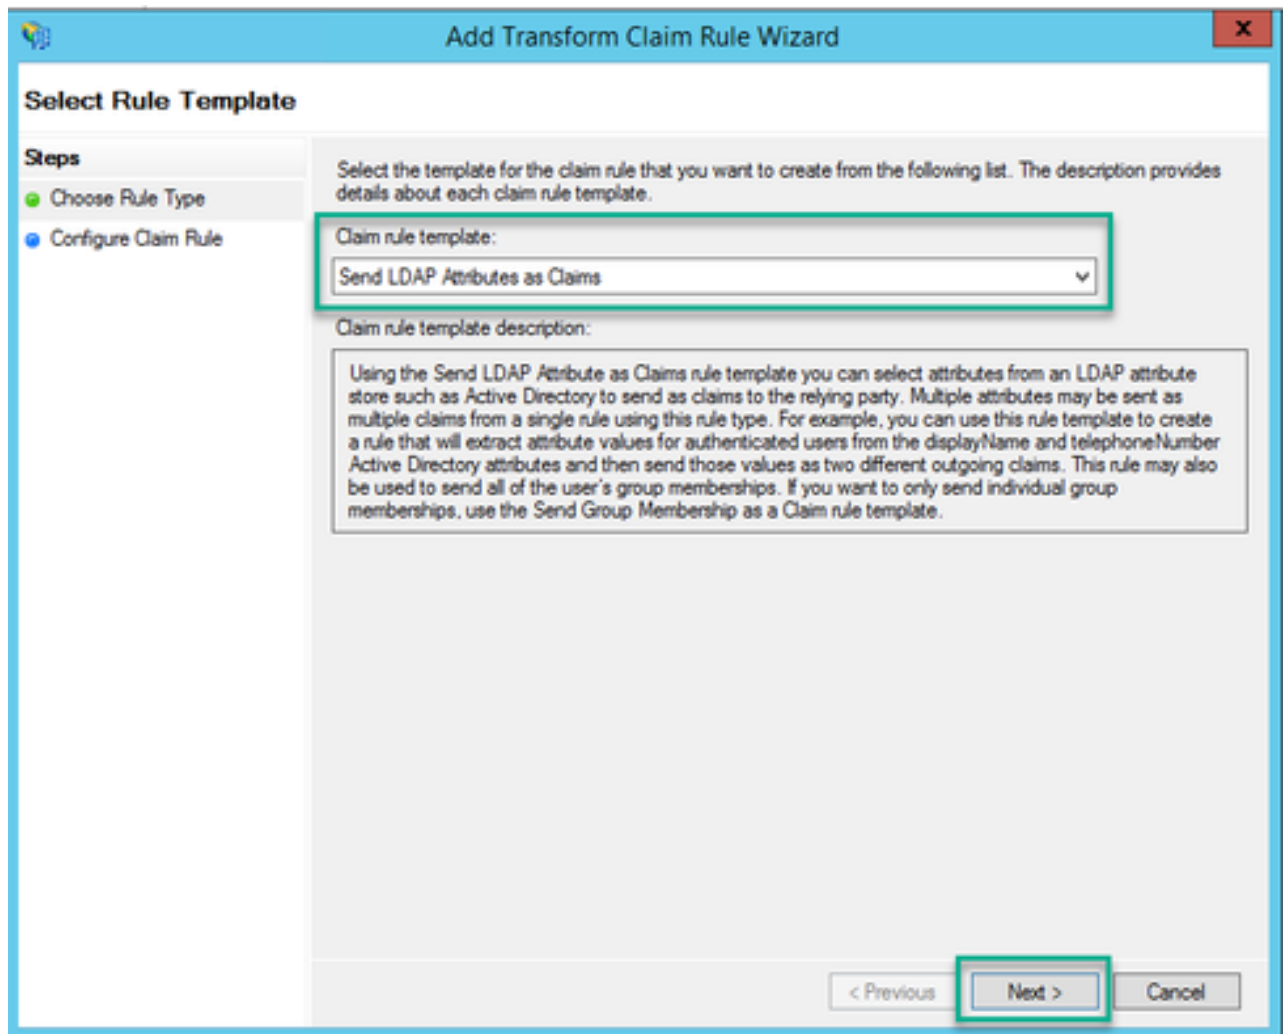 Add Transform Claim Rule Wizard
x
Select Rule Template
Steps
Choose Rule Type
Configure Claim Rule
Select the template for the claim rule that you want to create from the following list. The description provides
details about each claim rule template.
Claim rule template:
Send LDAP Attributes as Claims
Claim rule template description:
Using the Send LDAP Attribute as Claims rule template you can select attributes from an LDAP attribute
store such as Active Directory to send as claims to the relying party. Multiple attributes may be sent as
multiple claims from a single rule using this rule type. For example, you can use this rule template to create
a rule that will extract attribute values for authenticated users from the displayName and telephoneNumber
Active Directory attributes and then send those values as two different outgoing claims. This rule may also
be used to send all of the user's group memberships. If you want to only send individual group
memberships, use the Send Group Membership as a Claim rule template.
< Previous
Next >
Cancel